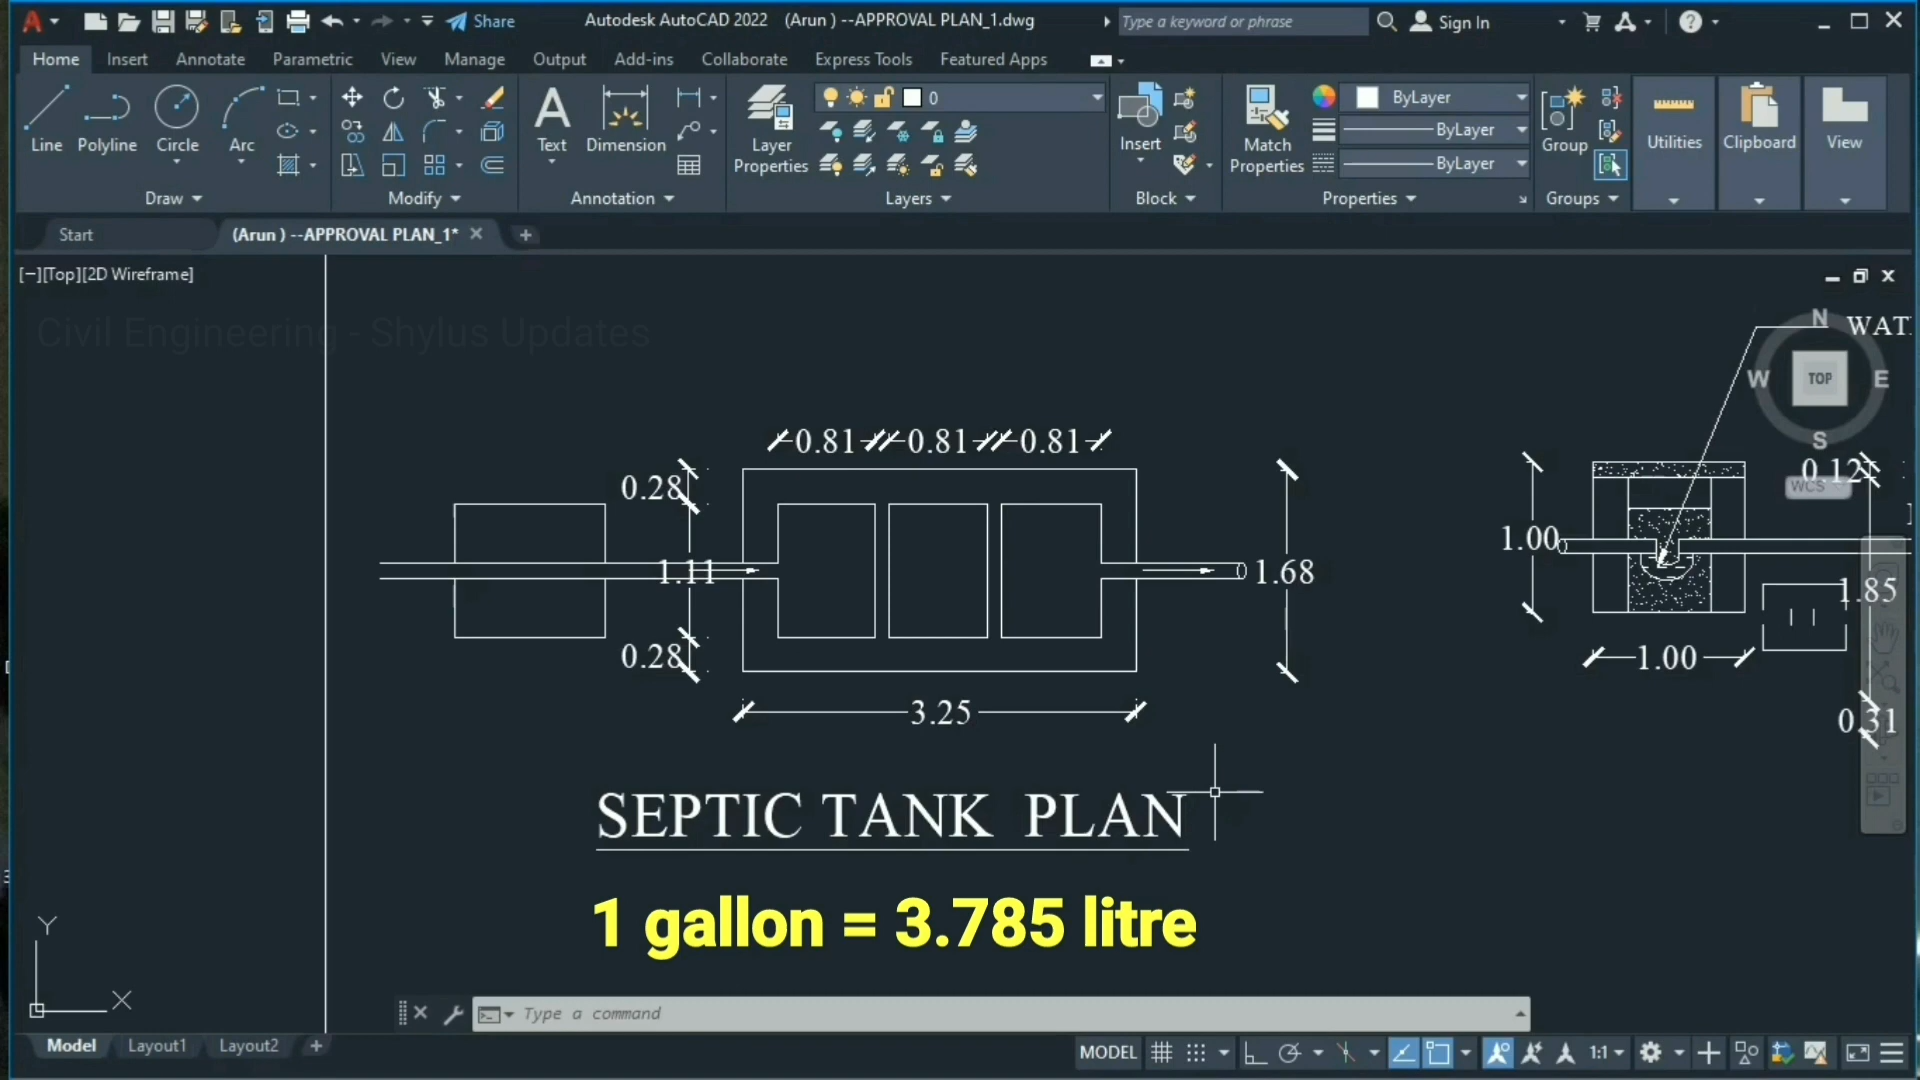 Share
Autodesk AutoCAD 2022 (Arun ) --APPROVAL PLAN_1.dwg
Type a keyword or phrase
Sign In
Home Insert Annotate Parametric View Manage Output Add-ins Collaborate Express Tools Featured Apps
Line Polyline Circle Arc
Text Dimension
Layer Properties
0
Insert
Match Properties
ByLayer
ByLayer
ByLayer
Group
Utilities Clipboard View
Draw Modify Annotation Layers Block Properties Groups
Start (Arun ) --APPROVAL PLAN_1*
[−][Top][2D Wireframe]
Civil Engineering - Shylus Updates
N
W TOP E
S
WCS
WAT
0.81 0.81 0.81
0.28
1.11
0.28
1.68
3.25
1.00
1.00
0.12
1.85
0.31
SEPTIC TANK PLAN
1 gallon = 3.785 litre
Y
X
Type a command
Model Layout1 Layout2
MODEL
1:1